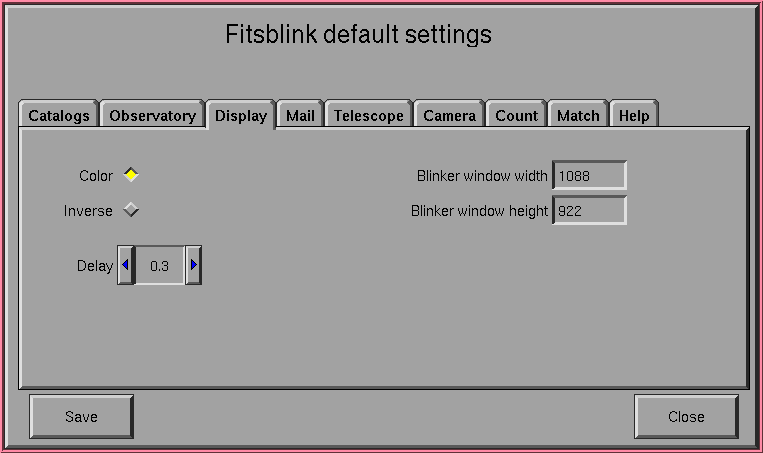 Fitsblink default settings
Catalogs Observatory Display Mail Telescope Camera Count Match Help
Color Blinker window width 1088
Inverse Blinker window height 922
Delay 0.3
Save Close